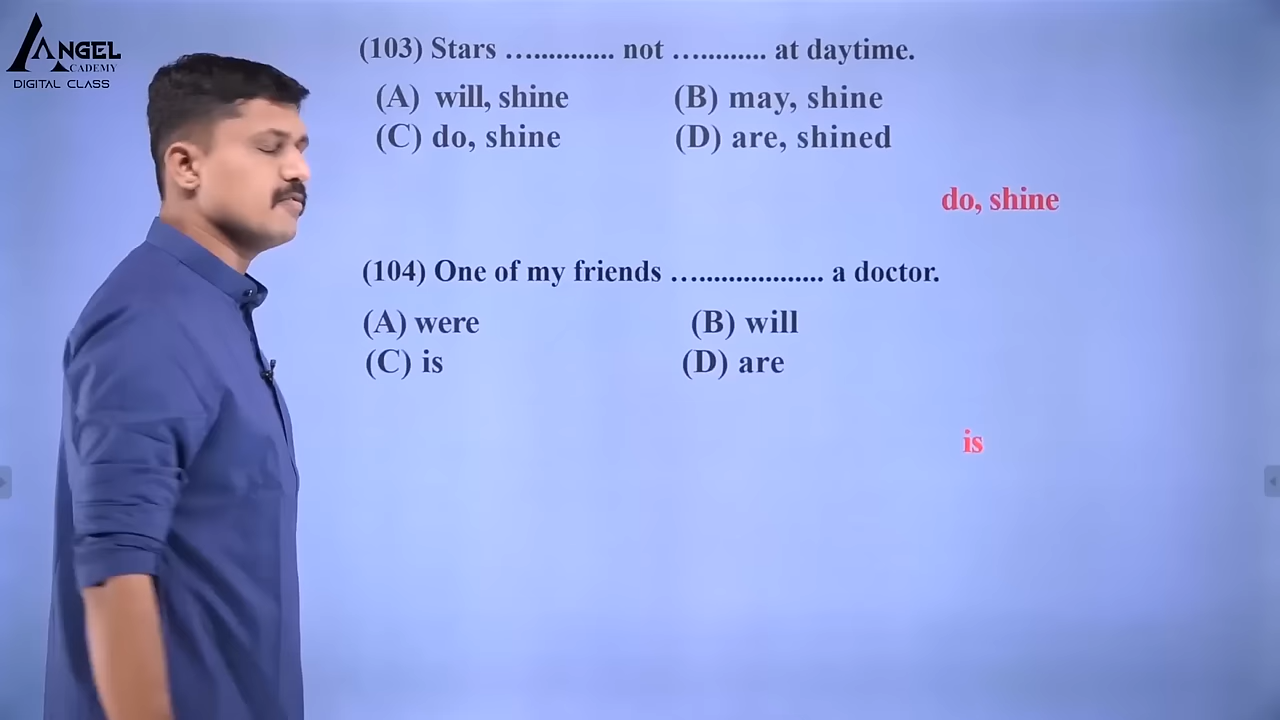 ANGEL
ACADEMY
DIGITAL CLASS
(103) Stars …........... not …......... at daytime.
(A) will, shine (B) may, shine
(C) do, shine (D) are, shined
do, shine
(104) One of my friends …................. a doctor.
(A) were (B) will
(C) is (D) are
is